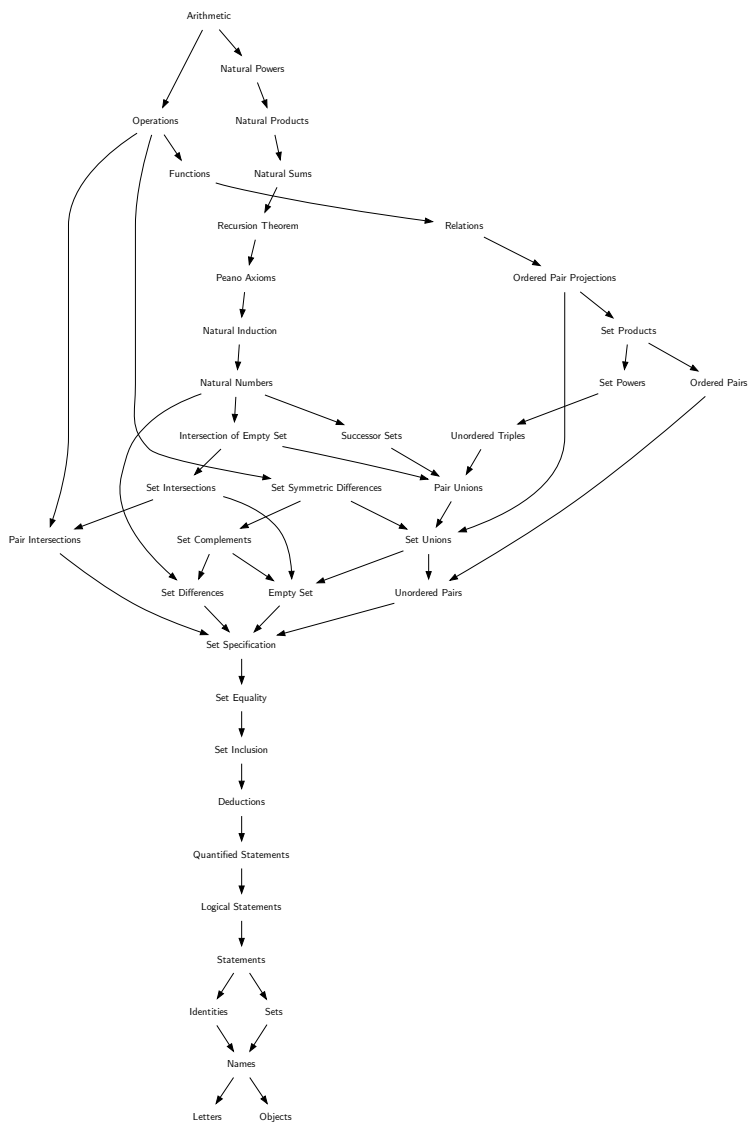 Arithmetic
Natural Powers
Operations
Natural Products
Functions
Natural Sums
Recursion Theorem
Relations
Peano Axioms
Ordered Pair Projections
Natural Induction
Set Products
Natural Numbers
Set Powers
Ordered Pairs
Intersection of Empty Set
Successor Sets
Unordered Triples
Set Intersections
Set Symmetric Differences
Pair Unions
Pair Intersections
Set Complements
Set Unions
Set Differences
Empty Set
Unordered Pairs
Set Specification
Set Equality
Set Inclusion
Deductions
Quantified Statements
Logical Statements
Statements
Identities
Sets
Names
Letters
Objects